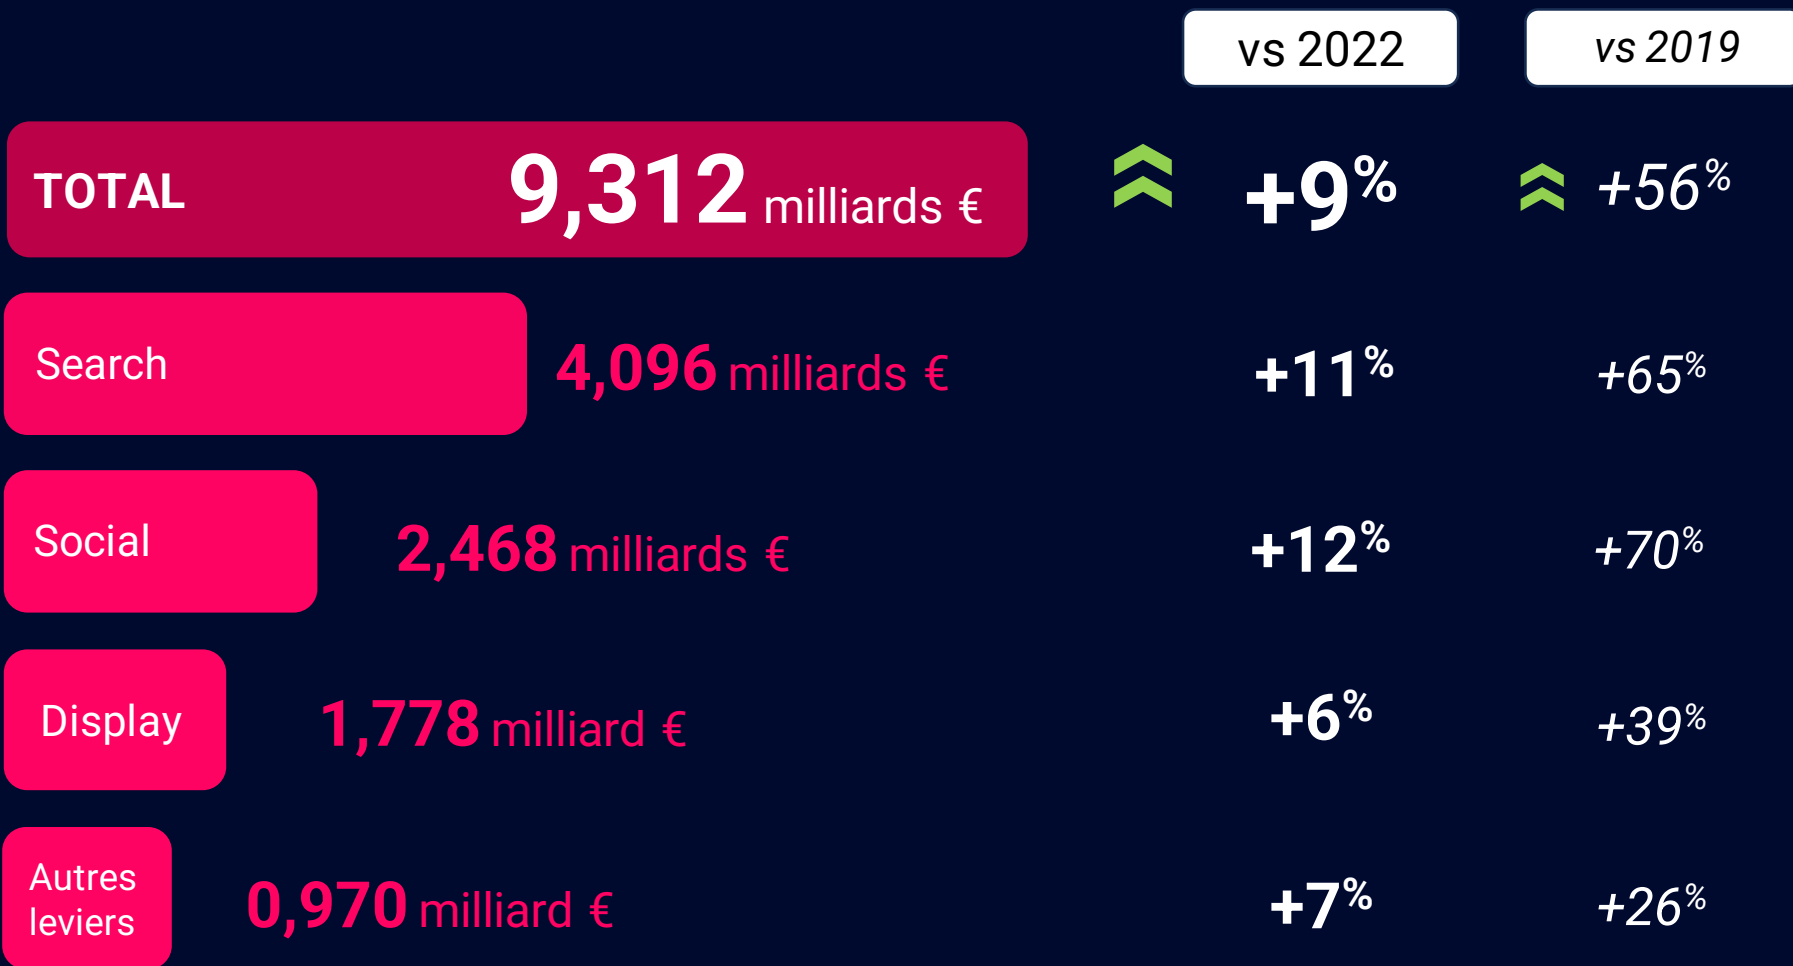 vs 2022 vs 2019
TOTAL 9,312 milliards € +9% +56%
Search 4,096 milliards € +11% +65%
Social 2,468 milliards € +12% +70%
Display 1,778 milliard € +6% +39%
Autres
leviers 0,970 milliard € +7% +26%